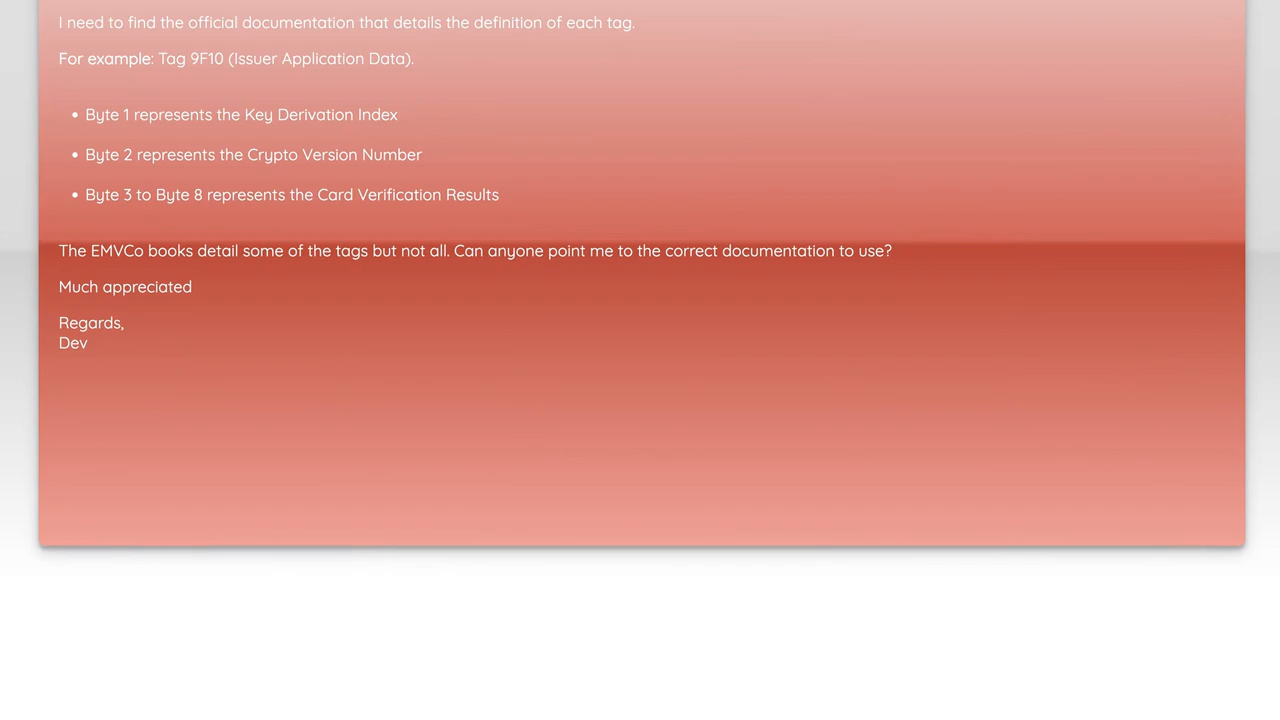 I need to find the official documentation that details the definition of each tag.
For example: Tag 9F10 (Issuer Application Data).
• Byte 1 represents the Key Derivation Index
• Byte 2 represents the Crypto Version Number
• Byte 3 to Byte 8 represents the Card Verification Results
The EMVCo books detail some of the tags but not all. Can anyone point me to the correct documentation to use?
Much appreciated
Regards,
Dev